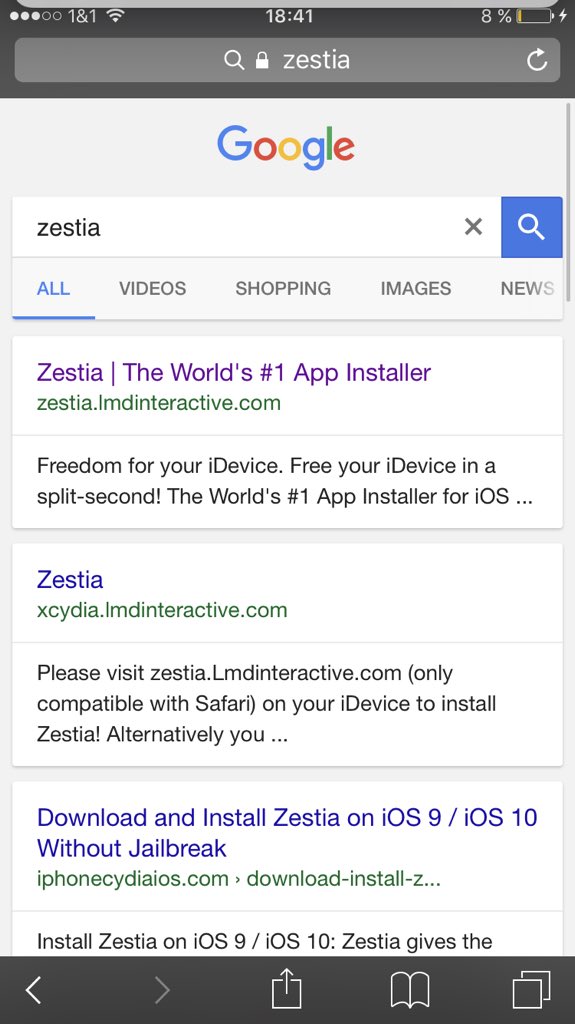 1&1 18:41 8 %
zestia
Google
zestia
ALL VIDEOS SHOPPING IMAGES NEWS
Zestia | The World's #1 App Installer
zestia.lmdinteractive.com
Freedom for your iDevice. Free your iDevice in a
split-second! The World's #1 App Installer for iOS ...
Zestia
xcydia.lmdinteractive.com
Please visit zestia.Lmdinteractive.com (only
compatible with Safari) on your iDevice to install
Zestia! Alternatively you ...
Download and Install Zestia on iOS 9 / iOS 10
Without Jailbreak
iphonecydiaios.com › download-install-z...
Install Zestia on iOS 9 / iOS 10: Zestia gives the